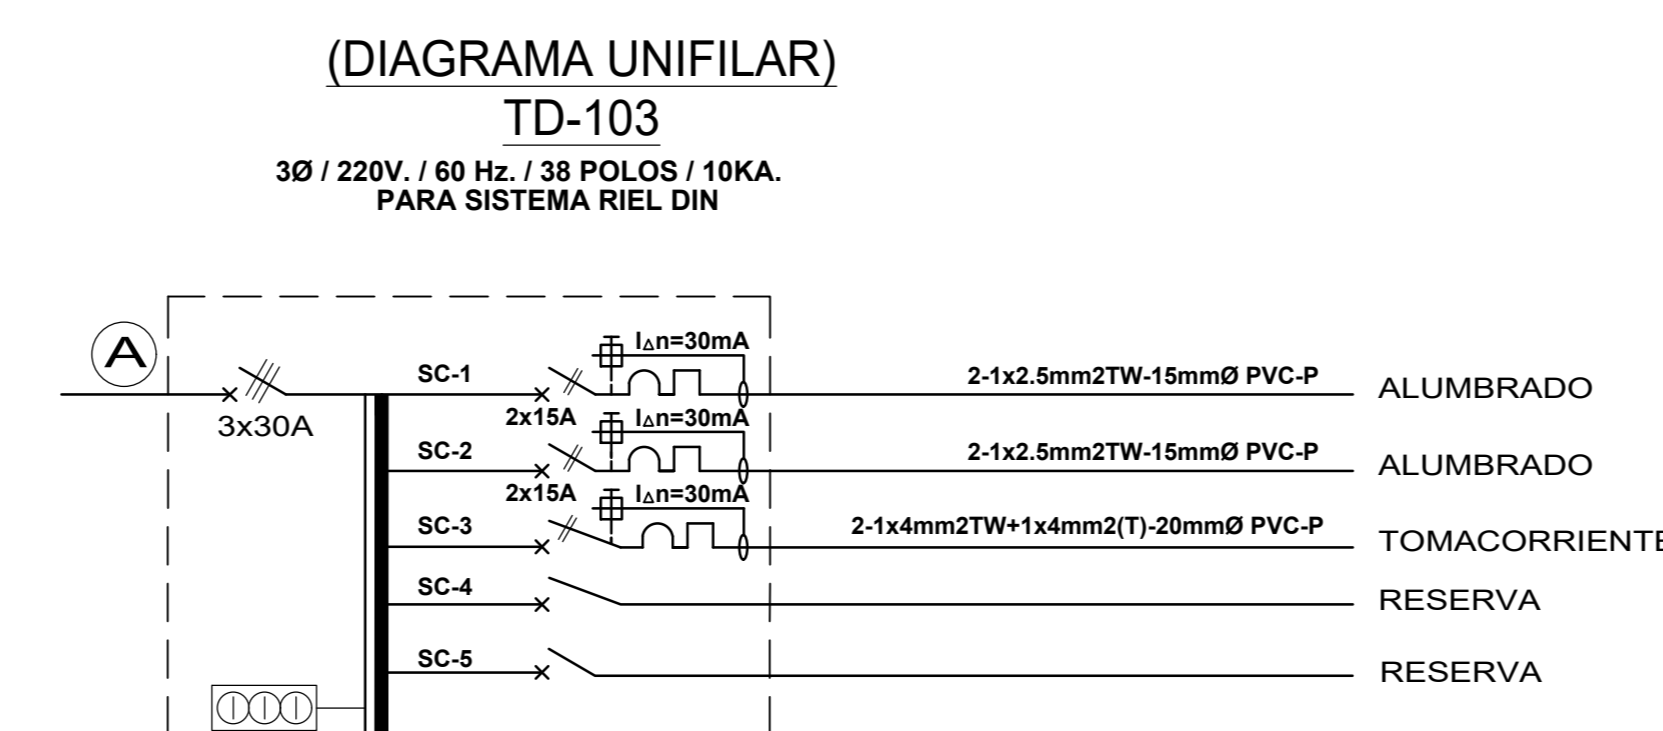 (DIAGRAMA UNIFILAR)
TD-103
3Ø / 220V. / 60 Hz. / 38 POLOS / 10KA.
PARA SISTEMA RIEL DIN
A
3x30A
SC-1
I△n=30mA
2-1x2.5mm2TW-15mmØ PVC-P
ALUMBRADO
2x15A
SC-2
I△n=30mA
2-1x2.5mm2TW-15mmØ PVC-P
ALUMBRADO
2x15A
SC-3
I△n=30mA
2-1x4mm2TW+1x4mm2(T)-20mmØ PVC-P
TOMACORRIENTE
SC-4
RESERVA
SC-5
RESERVA